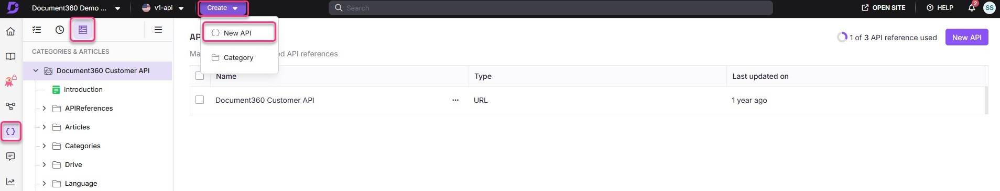 Document360 Demo ... v1-api Create Search OPEN SITE HELP 2 SS
New API
Category
CATEGORIES & ARTICLES
Document360 Customer API
Introduction
APIReferences
Articles
Categories
Drive
Language
AP
1 of 3 API reference used New API
Ma d API references
Name Type Last updated on
Document360 Customer API ... URL 1 year ago